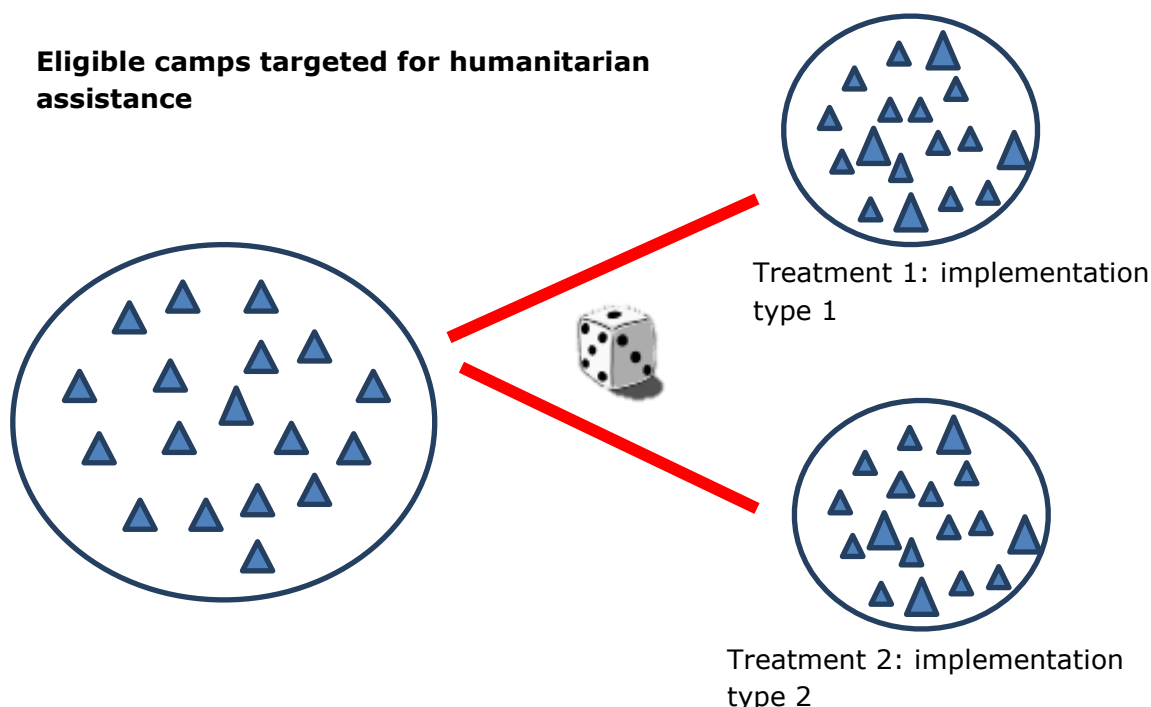 Eligible camps targeted for humanitarian
assistance
Treatment 1: implementation
type 1
Treatment 2: implementation
type 2